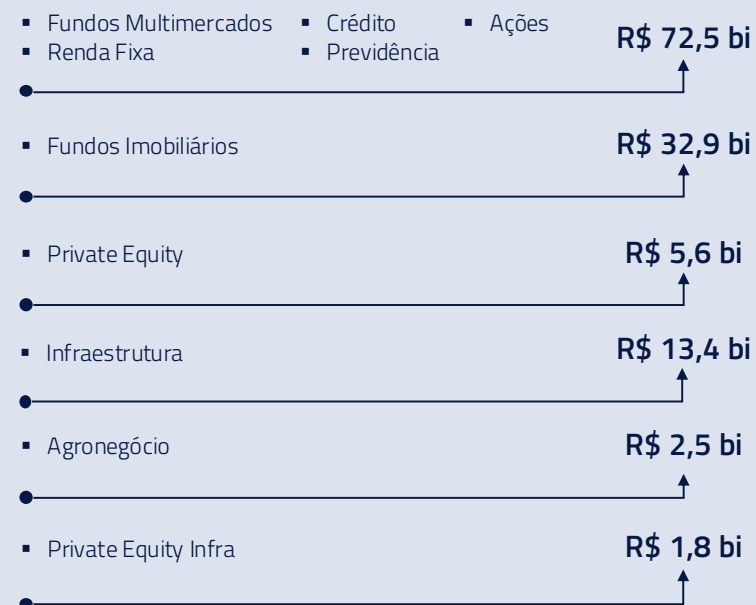 ▪ Fundos Multimercados ▪ Crédito ▪ Ações
▪ Renda Fixa ▪ Previdência
R$ 72,5 bi
▪ Fundos Imobiliários R$ 32,9 bi
▪ Private Equity R$ 5,6 bi
▪ Infraestrutura R$ 13,4 bi
▪ Agronegócio R$ 2,5 bi
▪ Private Equity Infra R$ 1,8 bi